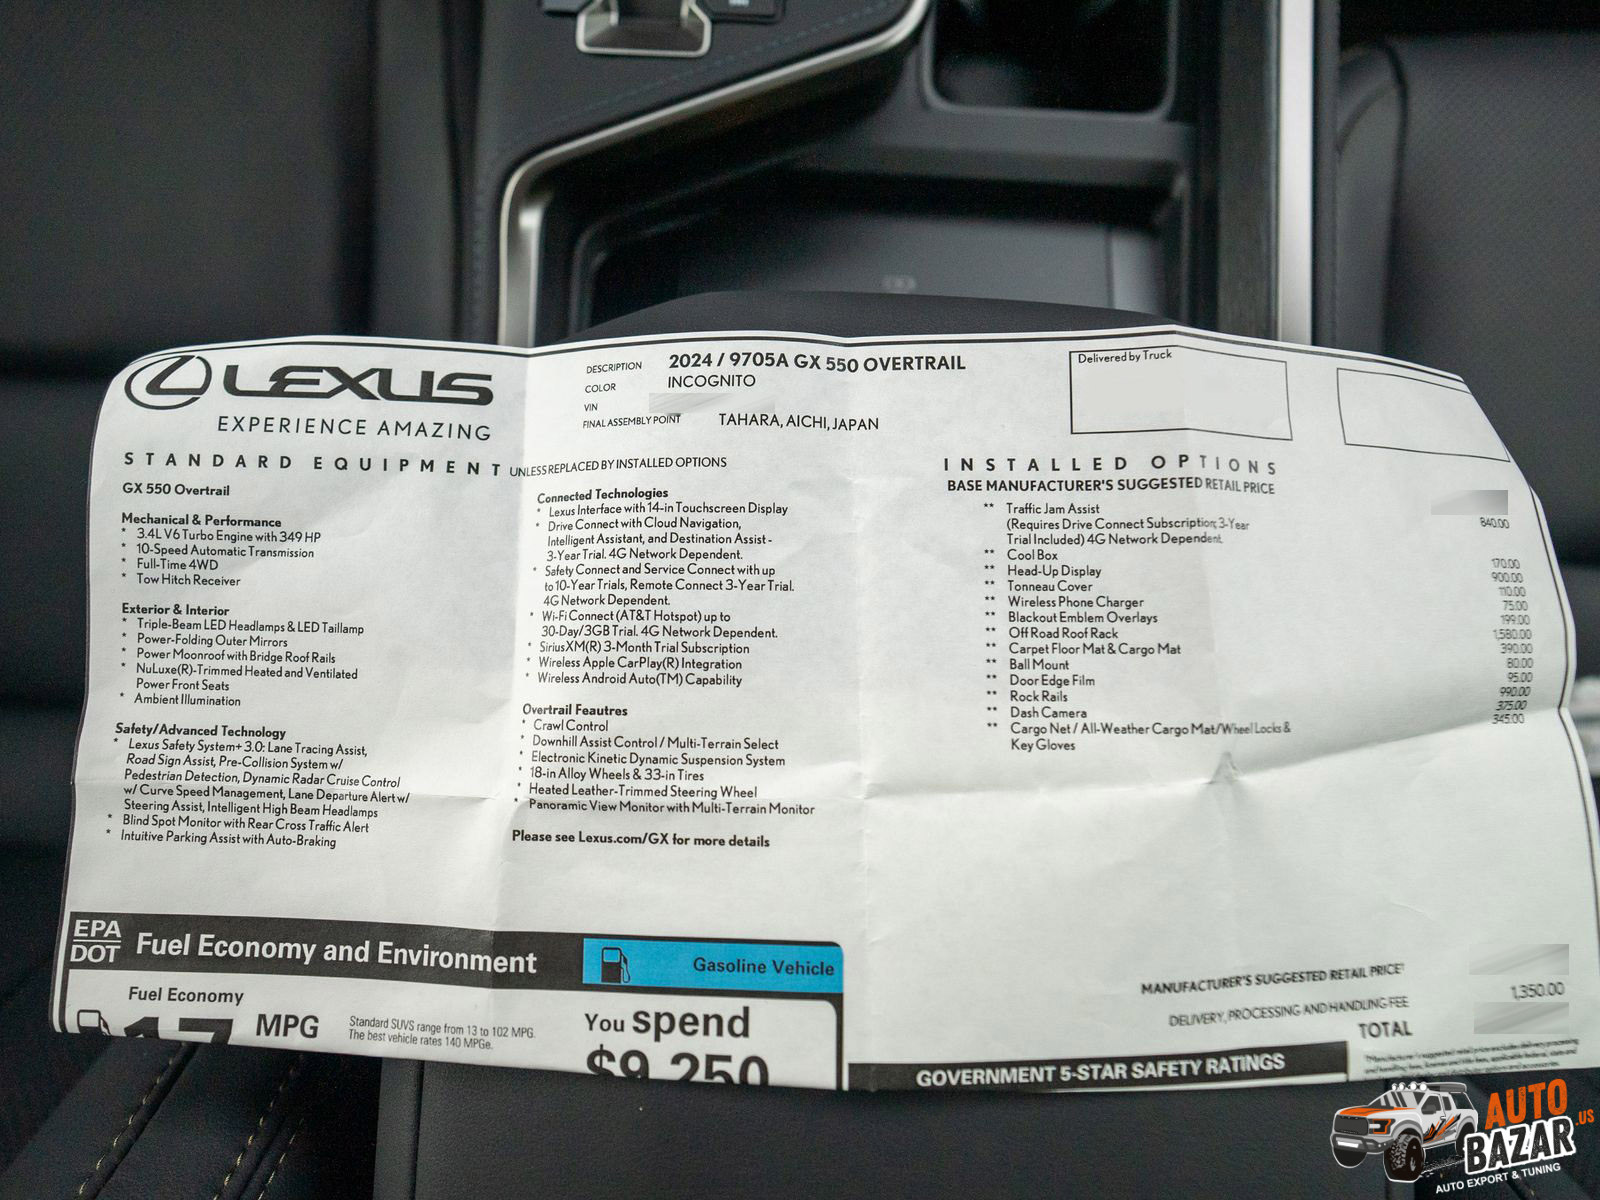 LEXUS
EXPERIENCE AMAZING
DESCRIPTION 2024 / 9705A GX 550 OVERTRAIL
COLOR INCOGNITO
VIN
FINAL ASSEMBLY POINT TAHARA, AICHI, JAPAN
Delivered by Truck
STANDARD EQUIPMENT UNLESS REPLACED BY INSTALLED OPTIONS
GX 550 Overtrail
Mechanical & Performance
* 3.4L V6 Turbo Engine with 349 HP
* 10-Speed Automatic Transmission
* Full-Time 4WD
* Tow Hitch Receiver
Exterior & Interior
* Triple-Beam LED Headlamps & LED Taillamp
* Power-Folding Outer Mirrors
* Power Moonroof with Bridge Roof Rails
* NuLuxe(R)-Trimmed Heated and Ventilated
Power Front Seats
* Ambient Illumination
Safety/Advanced Technology
* Lexus Safety System+ 3.0: Lane Tracing Assist,
Road Sign Assist, Pre-Collision System w/
Pedestrian Detection, Dynamic Radar Cruise Control
w/ Curve Speed Management, Lane Departure Alert w/
Steering Assist, Intelligent High Beam Headlamps
* Blind Spot Monitor with Rear Cross Traffic Alert
* Intuitive Parking Assist with Auto-Braking
Connected Technologies
* Lexus Interface with 14-in Touchscreen Display
* Drive Connect with Cloud Navigation,
Intelligent Assistant, and Destination Assist -
3-Year Trial. 4G Network Dependent.
* Safety Connect and Service Connect with up
to 10-Year Trials, Remote Connect 3-Year Trial.
4G Network Dependent.
* Wi-Fi Connect (AT&T Hotspot) up to
30-Day/3GB Trial. 4G Network Dependent.
* SiriusXM(R) 3-Month Trial Subscription
* Wireless Apple CarPlay(R) Integration
* Wireless Android Auto(TM) Capability
Overtrail Feautres
* Crawl Control
* Downhill Assist Control / Multi-Terrain Select
* Electronic Kinetic Dynamic Suspension System
* 18-in Alloy Wheels & 33-in Tires
* Heated Leather-Trimmed Steering Wheel
* Panoramic View Monitor with Multi-Terrain Monitor
Please see Lexus.com/GX for more details
INSTALLED OPTIONS
BASE MANUFACTURER'S SUGGESTED RETAIL PRICE
** Traffic Jam Assist 840.00
(Requires Drive Connect Subscription; 3-Year
Trial Included) 4G Network Dependent.
** Cool Box 170.00
** Head-Up Display 900.00
** Tonneau Cover 110.00
** Wireless Phone Charger 75.00
** Blackout Emblem Overlays 199.00
** Off Road Roof Rack 1,580.00
** Carpet Floor Mat & Cargo Mat 390.00
** Ball Mount 80.00
** Door Edge Film 95.00
** Rock Rails 990.00
** Dash Camera 375.00
** Cargo Net / All-Weather Cargo Mat/Wheel Locks & 345.00
Key Gloves
MANUFACTURER'S SUGGESTED RETAIL PRICE
DELIVERY, PROCESSING AND HANDLING FEE 1,350.00
TOTAL
EPA
DOT
Fuel Economy and Environment
Gasoline Vehicle
Fuel Economy
17 MPG
Standard SUVS range from 13 to 102 MPG.
The best vehicle rates 140 MPGe.
You spend
$9,250
GOVERNMENT 5-STAR SAFETY RATINGS
AUTO
BAZAR.US
AUTO EXPORT & TUNING